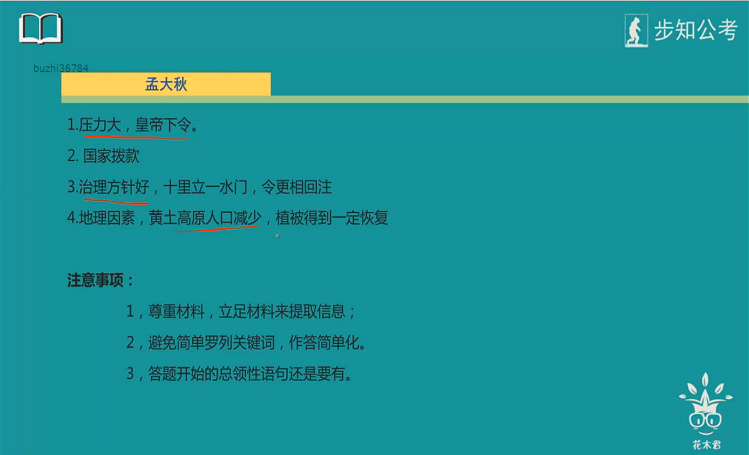 步知公考
buzhi36784
孟大秋
1.压力大，皇帝下令。
2. 国家拨款
3.治理方针好，十里立一水门，令更相回注
4.地理因素，黄土高原人口减少，植被得到一定恢复
注意事项：
1，尊重材料，立足材料来提取信息；
2，避免简单罗列关键词，作答简单化。
3，答题开始的总领性语句还是要有。
花木君